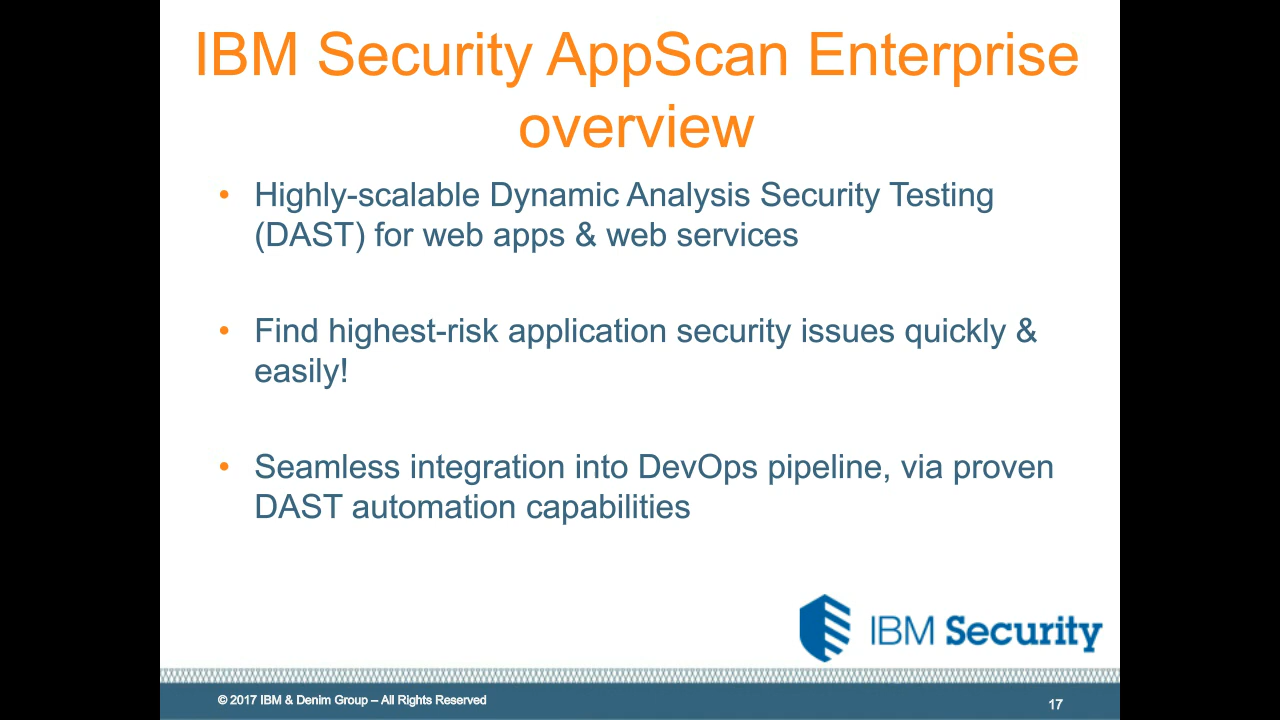 IBM Security AppScan Enterprise
overview
• Highly-scalable Dynamic Analysis Security Testing
(DAST) for web apps & web services
• Find highest-risk application security issues quickly &
easily!
• Seamless integration into DevOps pipeline, via proven
DAST automation capabilities
IBM Security
© 2017 IBM & Denim Group – All Rights Reserved
17